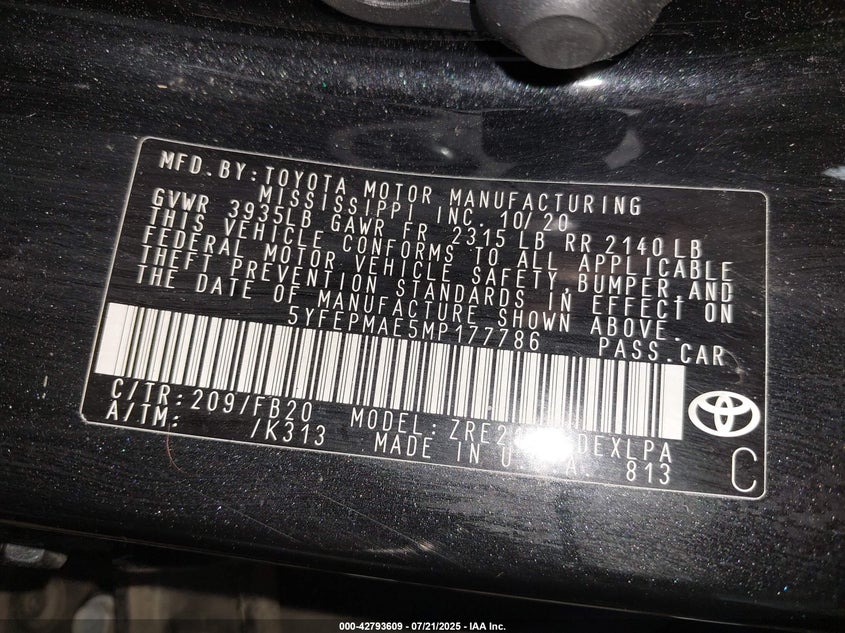 MFD. BY: TOYOTA MOTOR MANUFACTURING
MISSISSIPPI INC. 10/20
GVWR 3935LB GAWR FR 2315 LB RR 2140 LB
THIS VEHICLE CONFORMS TO ALL APPLICABLE
FEDERAL MOTOR VEHICLE SAFETY, BUMPER AND
THEFT PREVENTION STANDARDS IN EFFECT ON
THE DATE OF MANUFACTURE SHOWN ABOVE.
5YFEPMAE5MP177786 PASS. CAR
C/TR: 209/FB20 MODEL:
A/TM: /K313 MADE IN 813
C
000-42793609 - 07/21/2025 - IAA Inc.